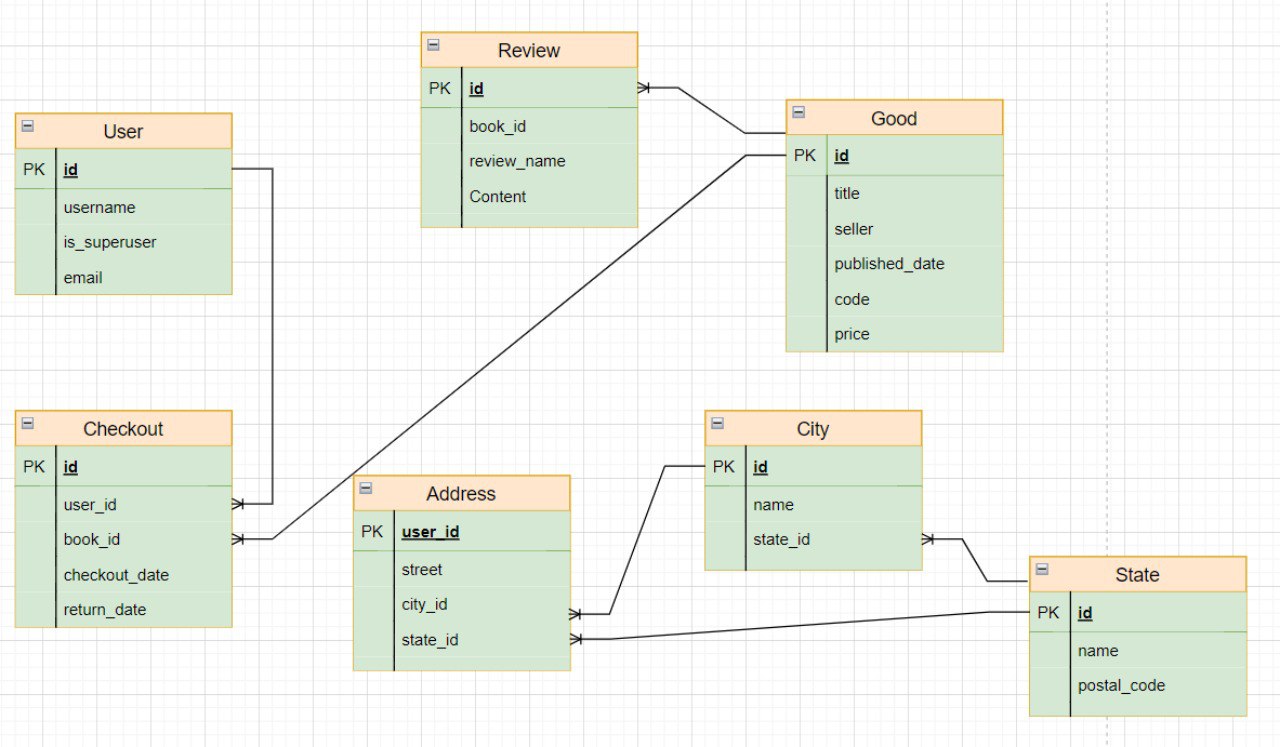 Review
PK id
book_id
review_name
Content
User
PK id
username
is_superuser
email
Good
PK id
title
seller
published_date
code
price
Checkout
PK id
user_id
book_id
checkout_date
return_date
Address
PK user_id
street
city_id
state_id
City
PK id
name
state_id
State
PK id
name
postal_code